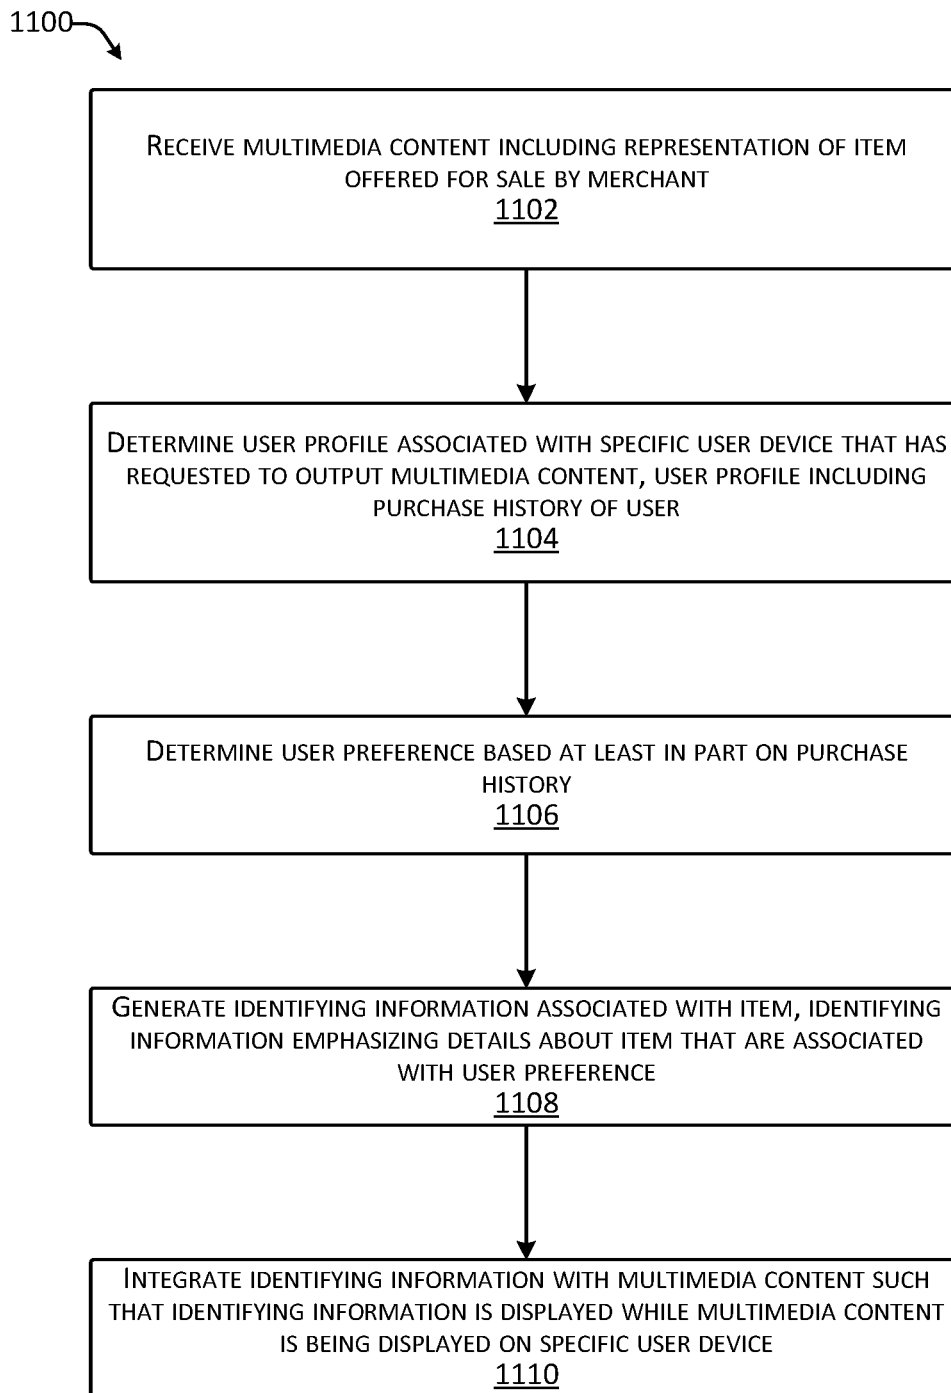 1100
RECEIVE MULTIMEDIA CONTENT INCLUDING REPRESENTATION OF ITEM
OFFERED FOR SALE BY MERCHANT
1102
DETERMINE USER PROFILE ASSOCIATED WITH SPECIFIC USER DEVICE THAT HAS
REQUESTED TO OUTPUT MULTIMEDIA CONTENT, USER PROFILE INCLUDING
PURCHASE HISTORY OF USER
1104
DETERMINE USER PREFERENCE BASED AT LEAST IN PART ON PURCHASE
HISTORY
1106
GENERATE IDENTIFYING INFORMATION ASSOCIATED WITH ITEM, IDENTIFYING
INFORMATION EMPHASIZING DETAILS ABOUT ITEM THAT ARE ASSOCIATED
WITH USER PREFERENCE
1108
INTEGRATE IDENTIFYING INFORMATION WITH MULTIMEDIA CONTENT SUCH
THAT IDENTIFYING INFORMATION IS DISPLAYED WHILE MULTIMEDIA CONTENT
IS BEING DISPLAYED ON SPECIFIC USER DEVICE
1110